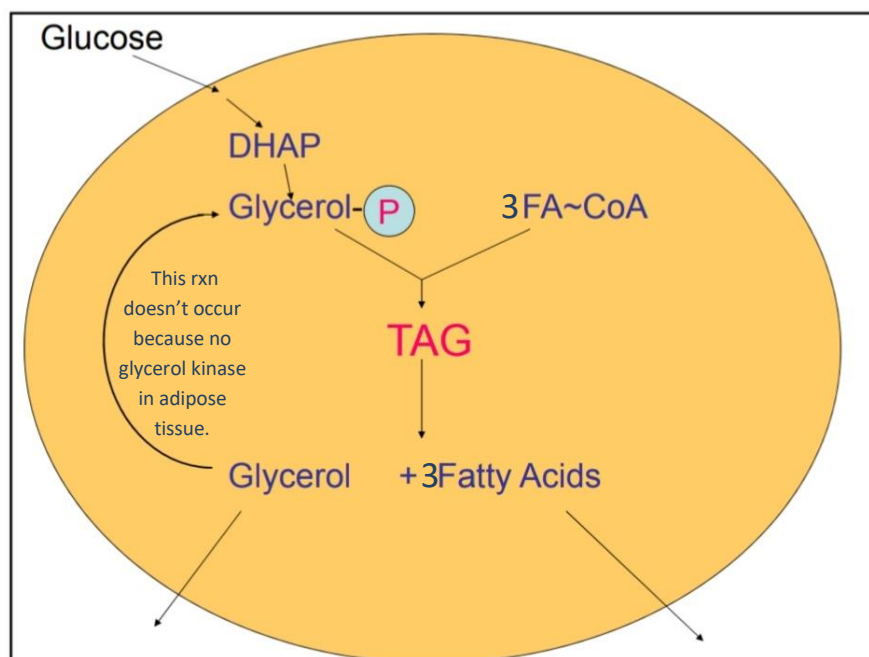 Glucose
DHAP
Glycerol-P
3FA~CoA
This rxn
doesn’t occur
because no
glycerol kinase
in adipose
tissue.
TAG
Glycerol +3Fatty Acids